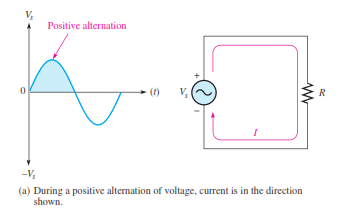 Vs
Positive alternation
0
(t)
+
Vs
–
R
I
–Vs
(a) During a positive alternation of voltage, current is in the direction
shown.